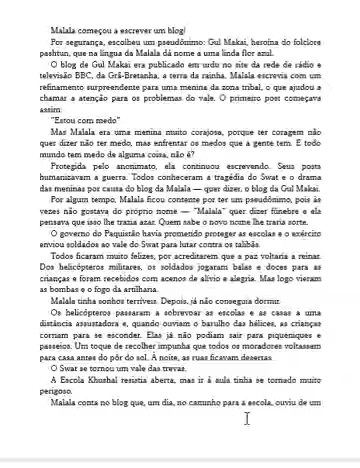 Malala começou a escrever um blog!
Por segurança, escolheu um pseudônimo: Gul Makai, heroína do folclore
pashtun, que na língua da Malala dá nome a uma linda flor azul.
O blog de Gul Makai era publicado em urdu no site da rede de rádio e
televisão BBC, da Grã-Bretanha, a terra da rainha. Malala escrevia com um
refinamento surpreendente para uma menina da zona tribal, o que ajudou a
chamar a atenção para os problemas do vale. O primeiro post começava
assim:
"Estou com medo"
Mas Malala era uma menina muito corajosa, porque ter coragem não
quer dizer não ter medo, mas enfrentar os medos que a gente tem. E todo
mundo tem medo de alguma coisa, não é?
Protegida pelo anonimato, ela continuou escrevendo. Seus posts
humanizavam a guerra. Todos conheceram a tragédia do Swat e o drama
das meninas por causa do blog da Malala — quer dizer, o blog da Gul Makai.
Por algum tempo, Malala ficou contente por ter um pseudônimo, pois às
vezes não gostava do próprio nome — "Malala" quer dizer fúnebre e ela
pensava que isso lhe trazia azar. Quem sabe o novo nome lhe traria sorte.
O governo do Paquistão havia prometido proteger as escolas e o exército
enviou soldados ao vale do Swat para lutar contra os talibãs.
Todos ficaram muito felizes, por acreditarem que a paz voltaria a reinar.
Dos helicópteros militares, os soldados jogaram balas e doces para as
crianças e foram recebidos com acenos de alívio e alegria. Mas logo vieram
as bombas e o fogo da artilharia.
Malala tinha sonhos terríveis. Depois, já não conseguia dormir.
Os helicópteros passaram a sobrevoar as escolas e as casas a uma
distância assustadora e, quando ouviam o barulho das hélices, as crianças
corriam para se esconder. Elas já não podiam sair para piqueniques e
passeios. Um toque de recolher impunha que todos os moradores voltassem
para casa antes do pôr do sol. À noite, as ruas ficavam desertas.
O Swat se tornou um vale das trevas.
A Escola Khushal resistia aberta, mas ir à aula tinha se tornado muito
perigoso.
Malala conta no blog que, um dia, no caminho para a escola, ouviu de um